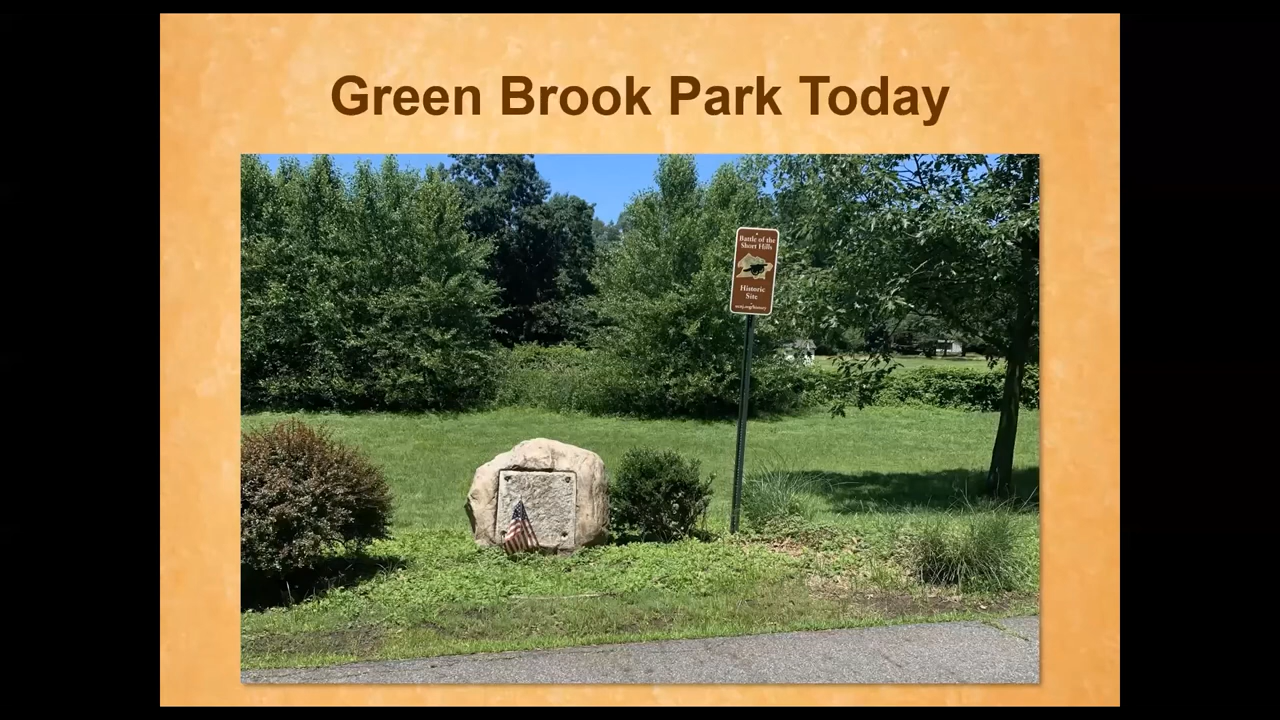 Green Brook Park Today
Battle of the
Short Hills
Historic
Site